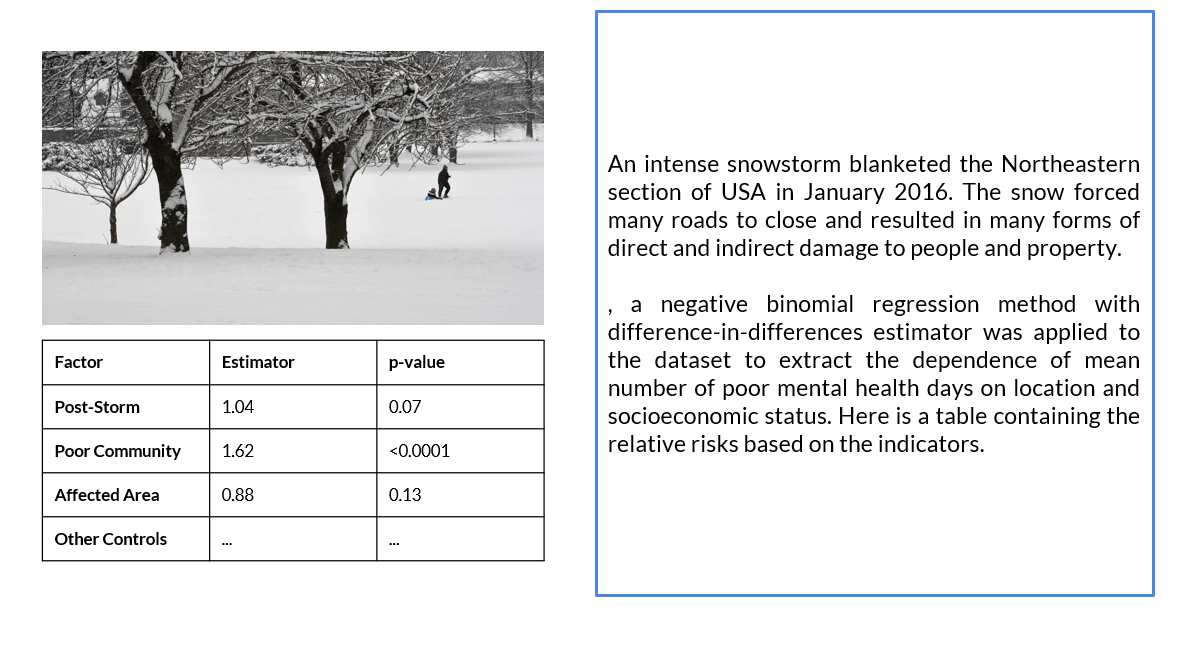 Factor Estimator p-value
Post-Storm 1.04 0.07
Poor Community 1.62 <0.0001
Affected Area 0.88 0.13
Other Controls ... ...
An intense snowstorm blanketed the Northeastern
section of USA in January 2016. The snow forced
many roads to close and resulted in many forms of
direct and indirect damage to people and property.
, a negative binomial regression method with
difference-in-differences estimator was applied to
the dataset to extract the dependence of mean
number of poor mental health days on location and
socioeconomic status. Here is a table containing the
relative risks based on the indicators.